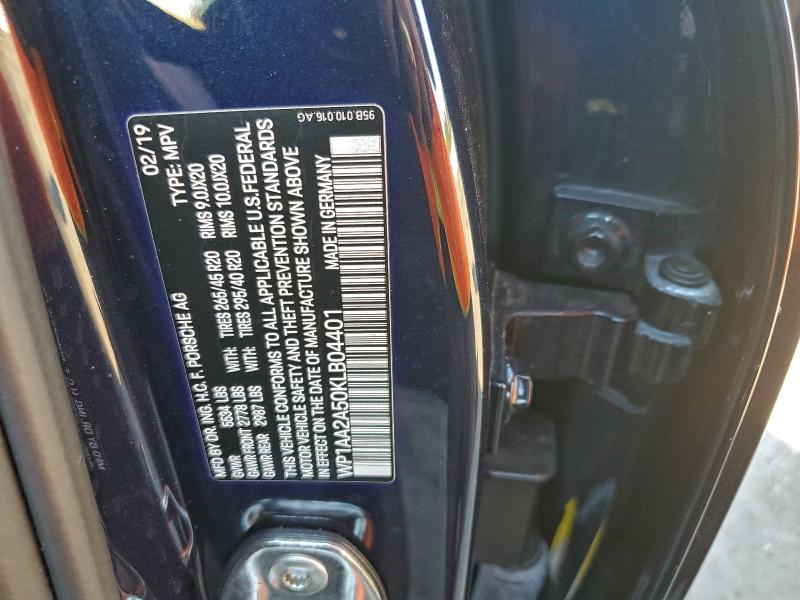 MFD BY DR. ING. H.C. F. PORSCHE AG 02/19
GVWR 5534 LBS TYPE: MPV
GAWR FRONT 2778 LBS WITH: TIRES 265/45 R20 RIMS 9.0JX20
GAWR REAR 2987 LBS WITH: TIRES 295/40 R20 RIMS 10.0JX20
THIS VEHICLE CONFORMS TO ALL APPLICABLE U.S.FEDERAL
MOTOR VEHICLE SAFETY AND THEFT PREVENTION STANDARDS
IN EFFECT ON THE DATE OF MANUFACTURE SHOWN ABOVE
WP1AA2A50KLB04401 MADE IN GERMANY
95B.010.016.AG